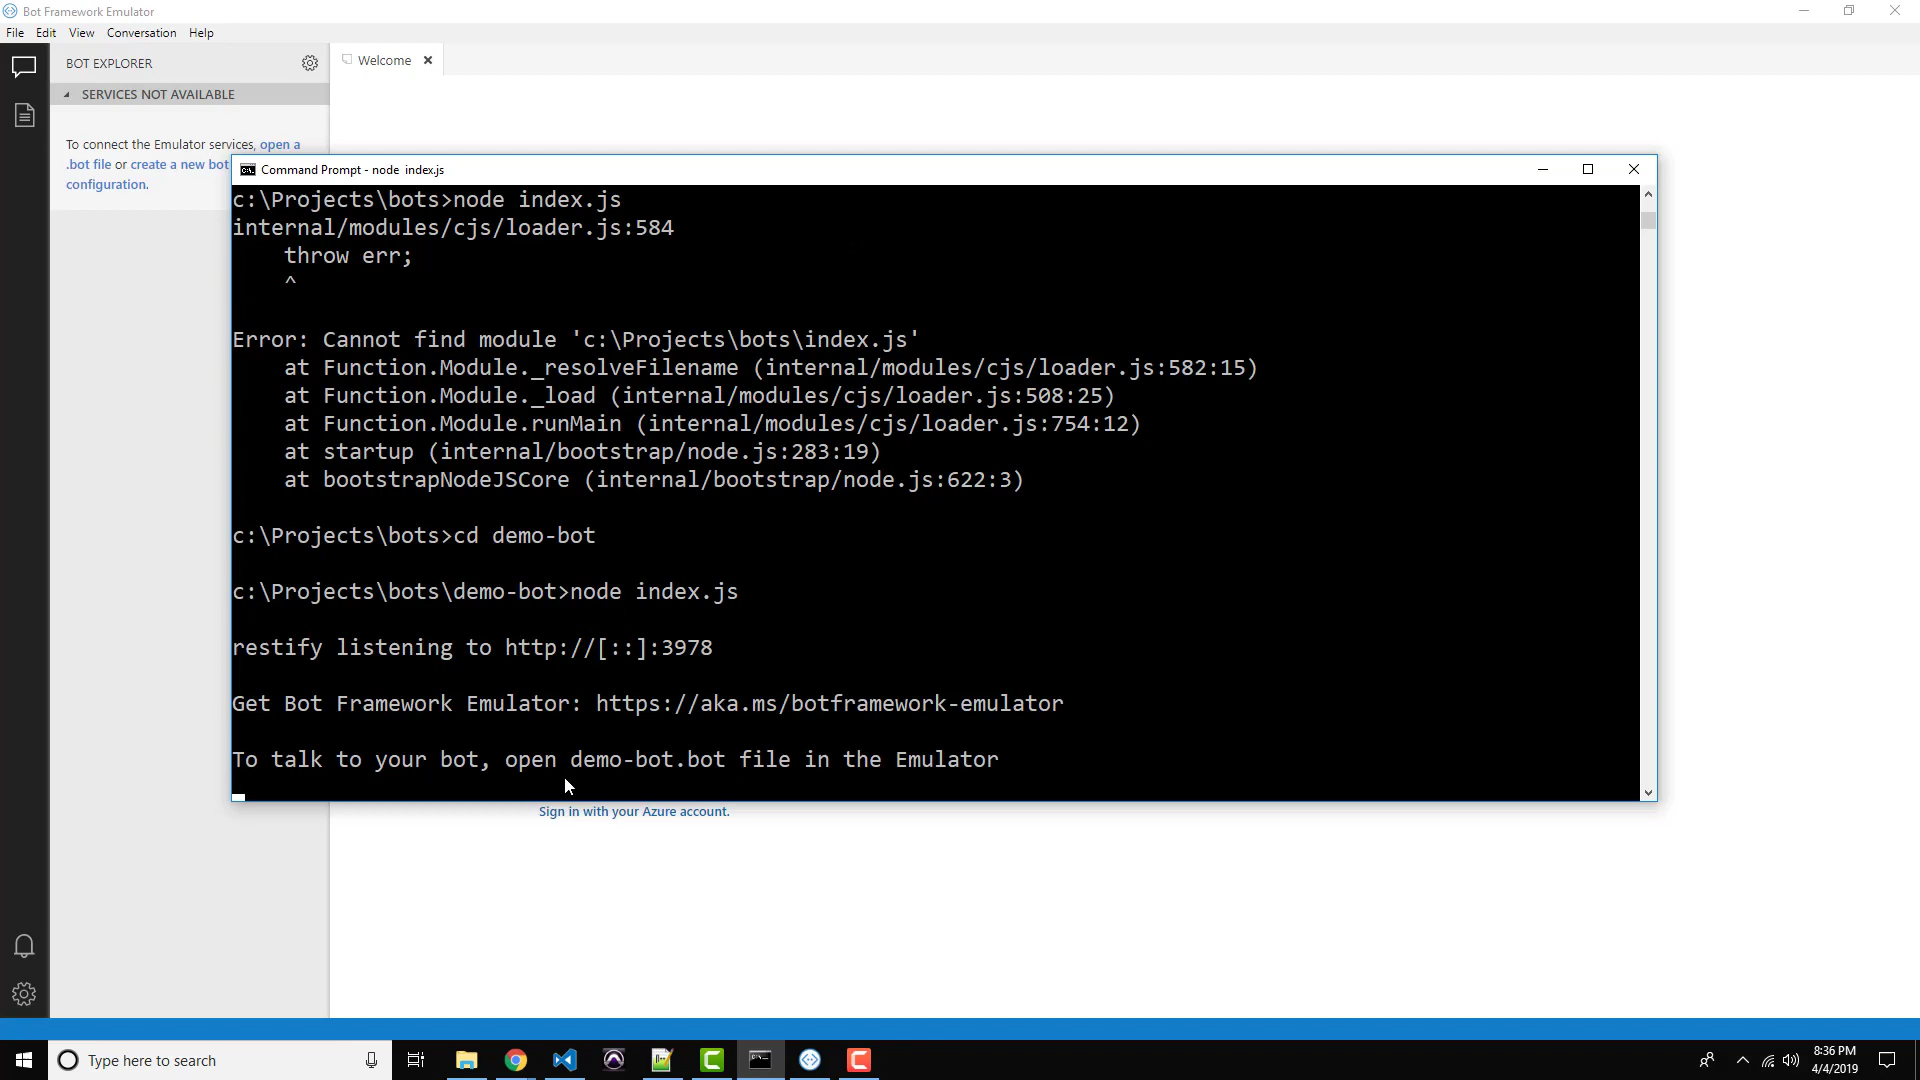 Bot Framework Emulator
File Edit View Conversation Help
BOT EXPLORER
Welcome
SERVICES NOT AVAILABLE
To connect the Emulator services, open a
.bot file or create a new bot
configuration.
Command Prompt - node index.js
c:\Projects\bots>node index.js
internal/modules/cjs/loader.js:584
    throw err;
    ^
Error: Cannot find module 'c:\Projects\bots\index.js'
    at Function.Module._resolveFilename (internal/modules/cjs/loader.js:582:15)
    at Function.Module._load (internal/modules/cjs/loader.js:508:25)
    at Function.Module.runMain (internal/modules/cjs/loader.js:754:12)
    at startup (internal/bootstrap/node.js:283:19)
    at bootstrapNodeJSCore (internal/bootstrap/node.js:622:3)
c:\Projects\bots>cd demo-bot
c:\Projects\bots\demo-bot>node index.js
restify listening to http://[::]:3978
Get Bot Framework Emulator: https://aka.ms/botframework-emulator
To talk to your bot, open demo-bot.bot file in the Emulator
Sign in with your Azure account.
Type here to search
8:36 PM
4/4/2019